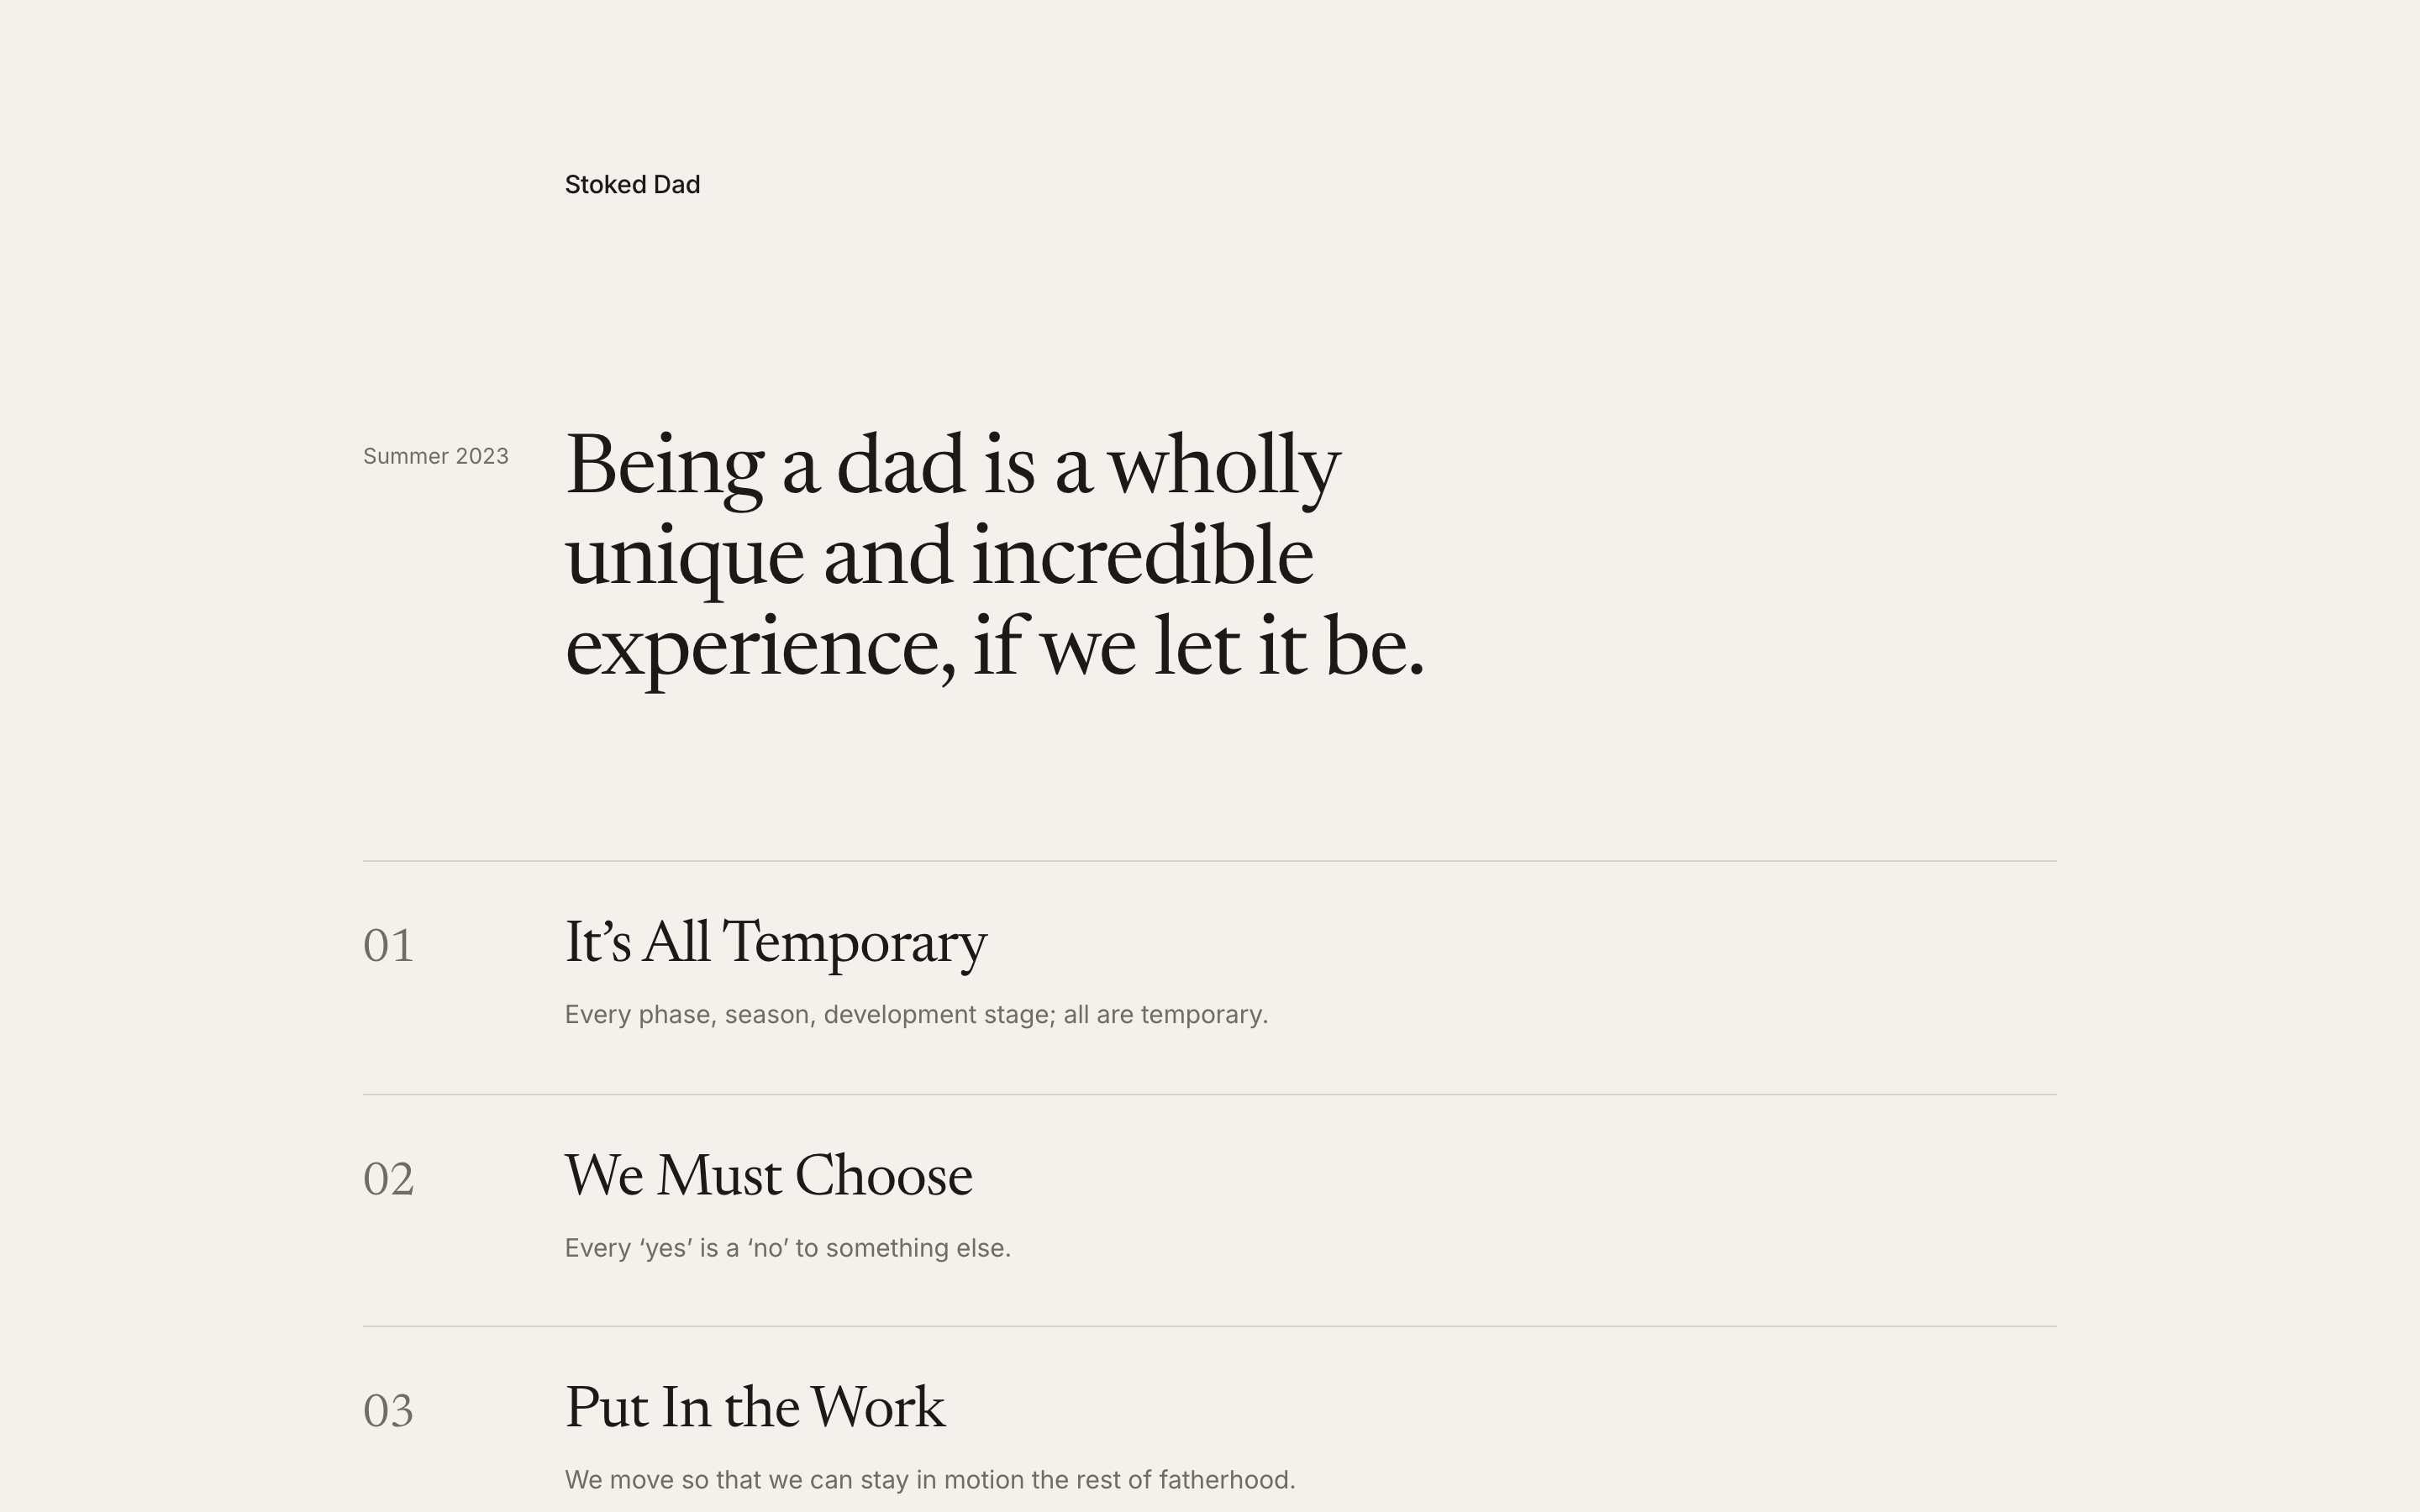 Stoked Dad
Summer 2023
Being a dad is a wholly
unique and incredible
experience, if we let it be.
01
It’s All Temporary
Every phase, season, development stage; all are temporary.
02
We Must Choose
Every ‘yes’ is a ‘no’ to something else.
03
Put In the Work
We move so that we can stay in motion the rest of fatherhood.